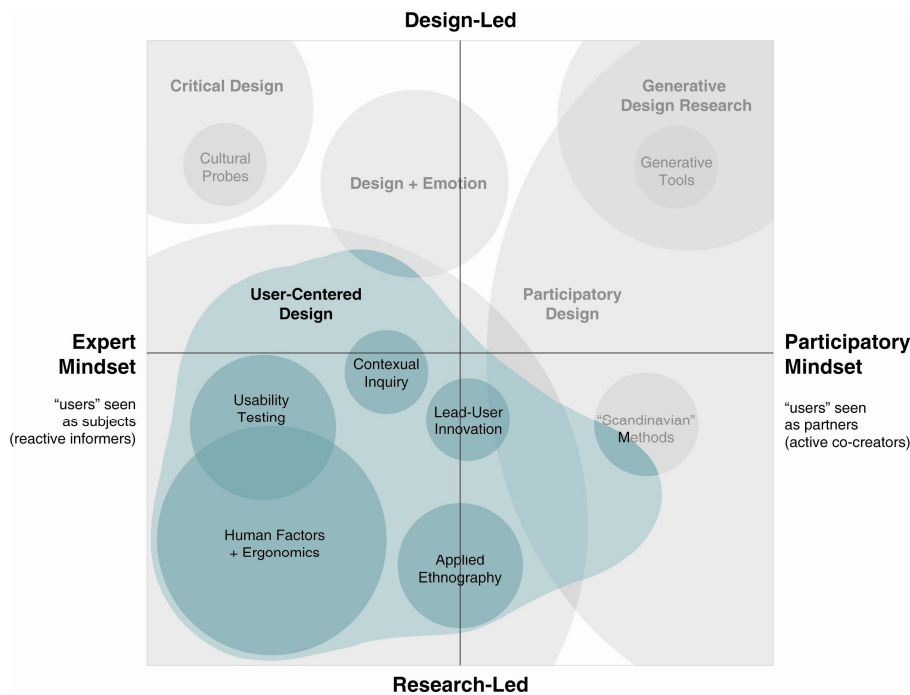 Design-Led
Critical Design
Cultural
Probes
Design + Emotion
Generative
Design Research
Generative
Tools
User-Centered
Design
Participatory
Design
Expert
Mindset
"users" seen
as subjects
(reactive informers)
Contexual
Inquiry
Usability
Testing
Lead-User
Innovation
"Scandinavian"
Methods
Participatory
Mindset
"users" seen
as partners
(active co-creators)
Human Factors
+ Ergonomics
Applied
Ethnography
Research-Led